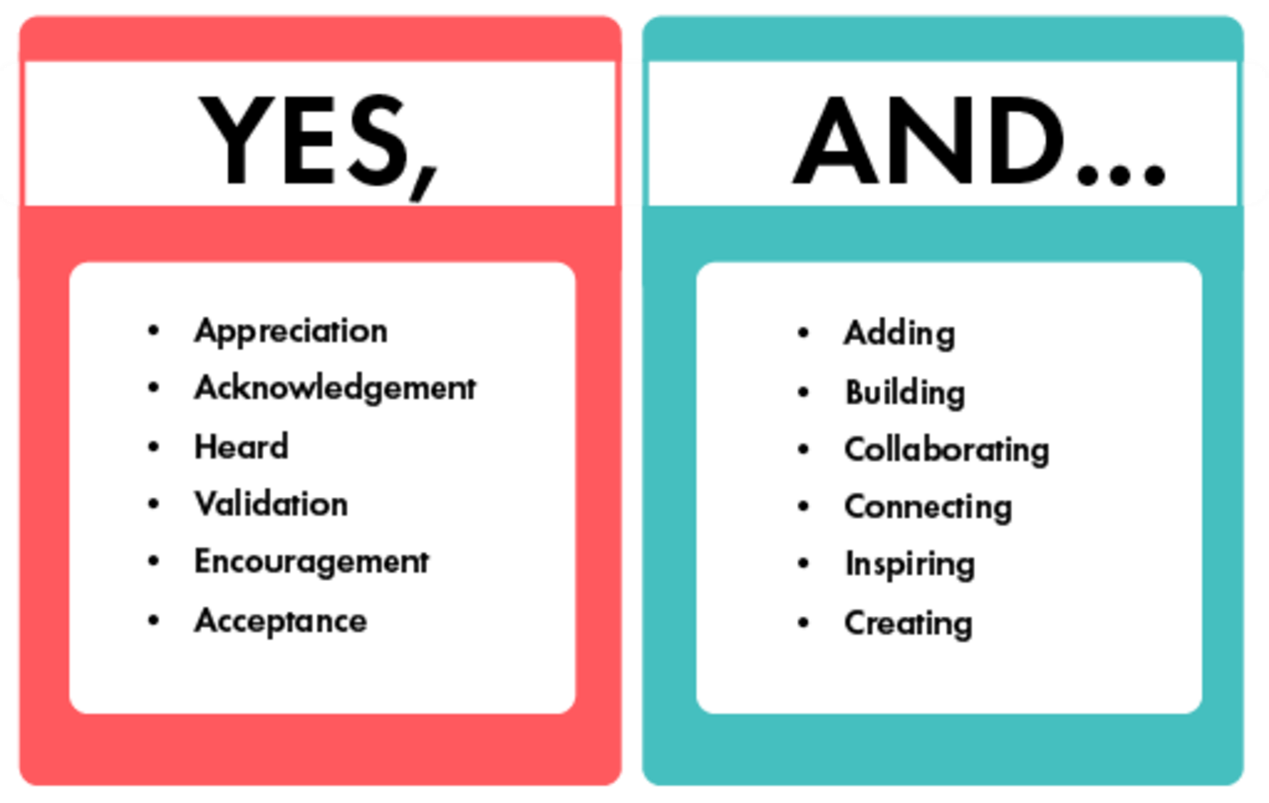 YES,
• Appreciation
• Acknowledgement
• Heard
• Validation
• Encouragement
• Acceptance
AND...
• Adding
• Building
• Collaborating
• Connecting
• Inspiring
• Creating